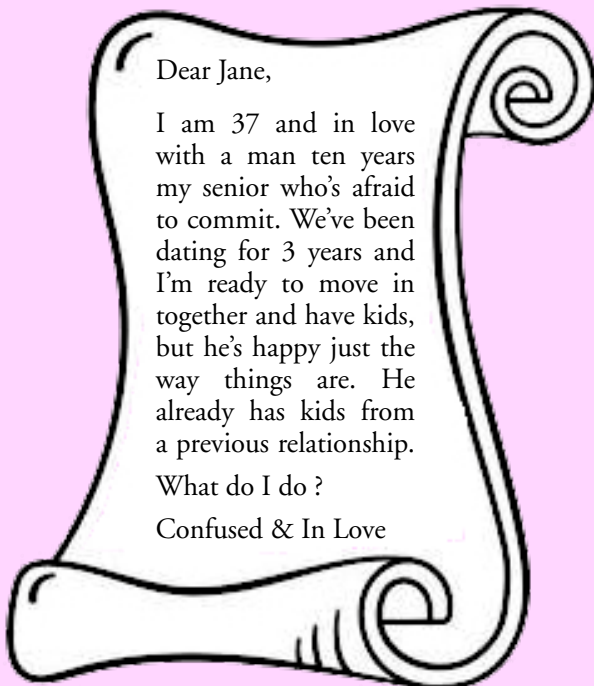 Dear Jane,
I am 37 and in love
with a man ten years
my senior who's afraid
to commit. We've been
dating for 3 years and
I'm ready to move in
together and have kids,
but he's happy just the
way things are. He
already has kids from
a previous relationship.
What do I do ?
Confused & In Love